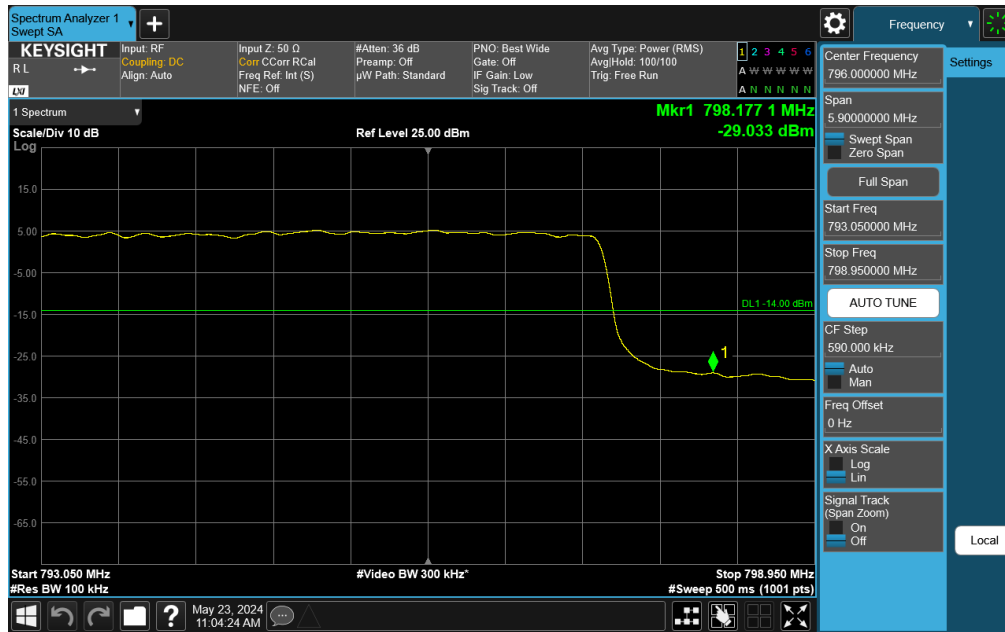 Spectrum Analyzer 1
Swept SA
+
Frequency
KEYSIGHT
R L
LXI
Input: RF
Coupling: DC
Align: Auto
Input Z: 50 Ω
Corr CCorr RCal
Freq Ref: Int (S)
NFE: Off
#Atten: 36 dB
Preamp: Off
µW Path: Standard
PNO: Best Wide
Gate: Off
IF Gain: Low
Sig Track: Off
Avg Type: Power (RMS)
Avg|Hold: 100/100
Trig: Free Run
1 2 3 4 5 6
A W W W W W
A N N N N N
1 Spectrum
Scale/Div 10 dB
Log
Ref Level 25.00 dBm
Mkr1 798.177 1 MHz
-29.033 dBm
15.0
5.00
-5.00
-15.0
-25.0
-35.0
-45.0
-55.0
-65.0
DL1 -14.00 dBm
1
Start 793.050 MHz
#Res BW 100 kHz
#Video BW 300 kHz*
Stop 798.950 MHz
#Sweep 500 ms (1001 pts)
Center Frequency
796.000000 MHz
Settings
Span
5.90000000 MHz
Swept Span
Zero Span
Full Span
Start Freq
793.050000 MHz
Stop Freq
798.950000 MHz
AUTO TUNE
CF Step
590.000 kHz
Auto
Man
Freq Offset
0 Hz
X Axis Scale
Log
Lin
Signal Track
(Span Zoom)
On
Off
Local
?
May 23, 2024
11:04:24 AM